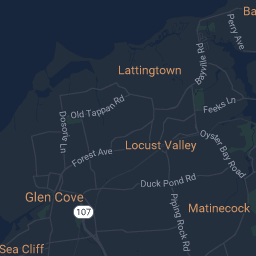 Ba
Perry Ave
Lattingtown
Bayville Rd
Old Tappan Rd
Feeks Ln
Dosoris Ln
Oyster Bay Road
Locust Valley
Forest Ave
Duck Pond Rd
Glen Cove
107
Matinecock
Piping Rock Rd
Sea Cliff